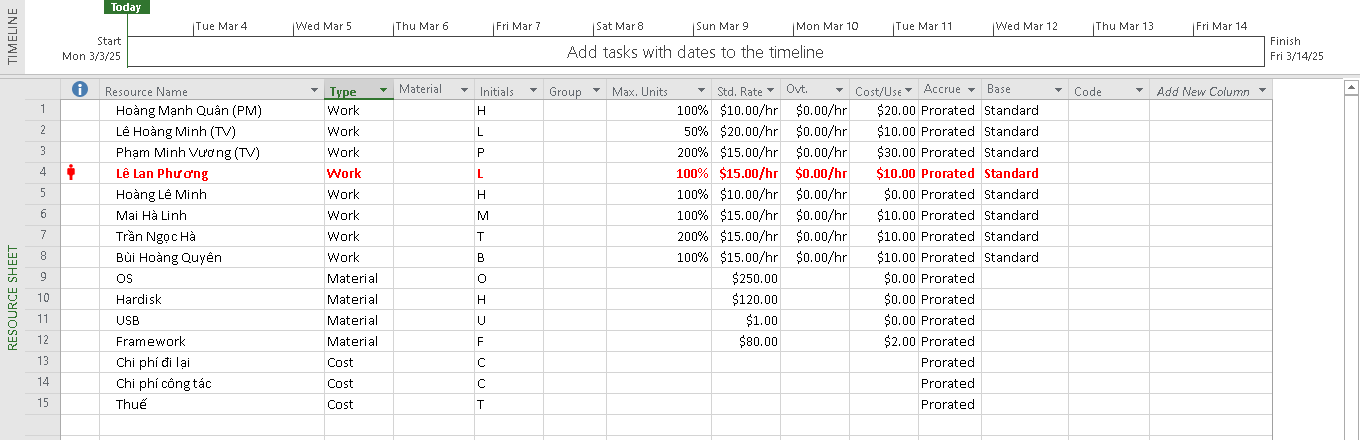 TIMELINE
Today
Tue Mar 4 Wed Mar 5 Thu Mar 6 Fri Mar 7 Sat Mar 8 Sun Mar 9 Mon Mar 10 Tue Mar 11 Wed Mar 12 Thu Mar 13 Fri Mar 14
Start
Mon 3/3/25
Add tasks with dates to the timeline
Finish
Fri 3/14/25
RESOURCE SHEET
Resource Name Type Material Initials Group Max. Units Std. Rate Ovt. Cost/Use Accrue Base Code Add New Column
1 Hoàng Mạnh Quân (PM) Work H 100% $10.00/hr $0.00/hr $20.00 Prorated Standard
2 Lê Hoàng Minh (TV) Work L 50% $20.00/hr $0.00/hr $10.00 Prorated Standard
3 Phạm Minh Vương (TV) Work P 200% $15.00/hr $0.00/hr $30.00 Prorated Standard
4 Lê Lan Phương Work L 100% $15.00/hr $0.00/hr $10.00 Prorated Standard
5 Hoàng Lê Minh Work H 100% $10.00/hr $0.00/hr $0.00 Prorated Standard
6 Mai Hà Linh Work M 100% $15.00/hr $0.00/hr $10.00 Prorated Standard
7 Trần Ngọc Hà Work T 200% $15.00/hr $0.00/hr $10.00 Prorated Standard
8 Bùi Hoàng Quyên Work B 100% $15.00/hr $0.00/hr $10.00 Prorated Standard
9 OS Material O $250.00 $0.00 Prorated
10 Hardisk Material H $120.00 $0.00 Prorated
11 USB Material U $1.00 $0.00 Prorated
12 Framework Material F $80.00 $2.00 Prorated
13 Chi phí đi lại Cost C Prorated
14 Chi phí công tác Cost C Prorated
15 Thuế Cost T Prorated